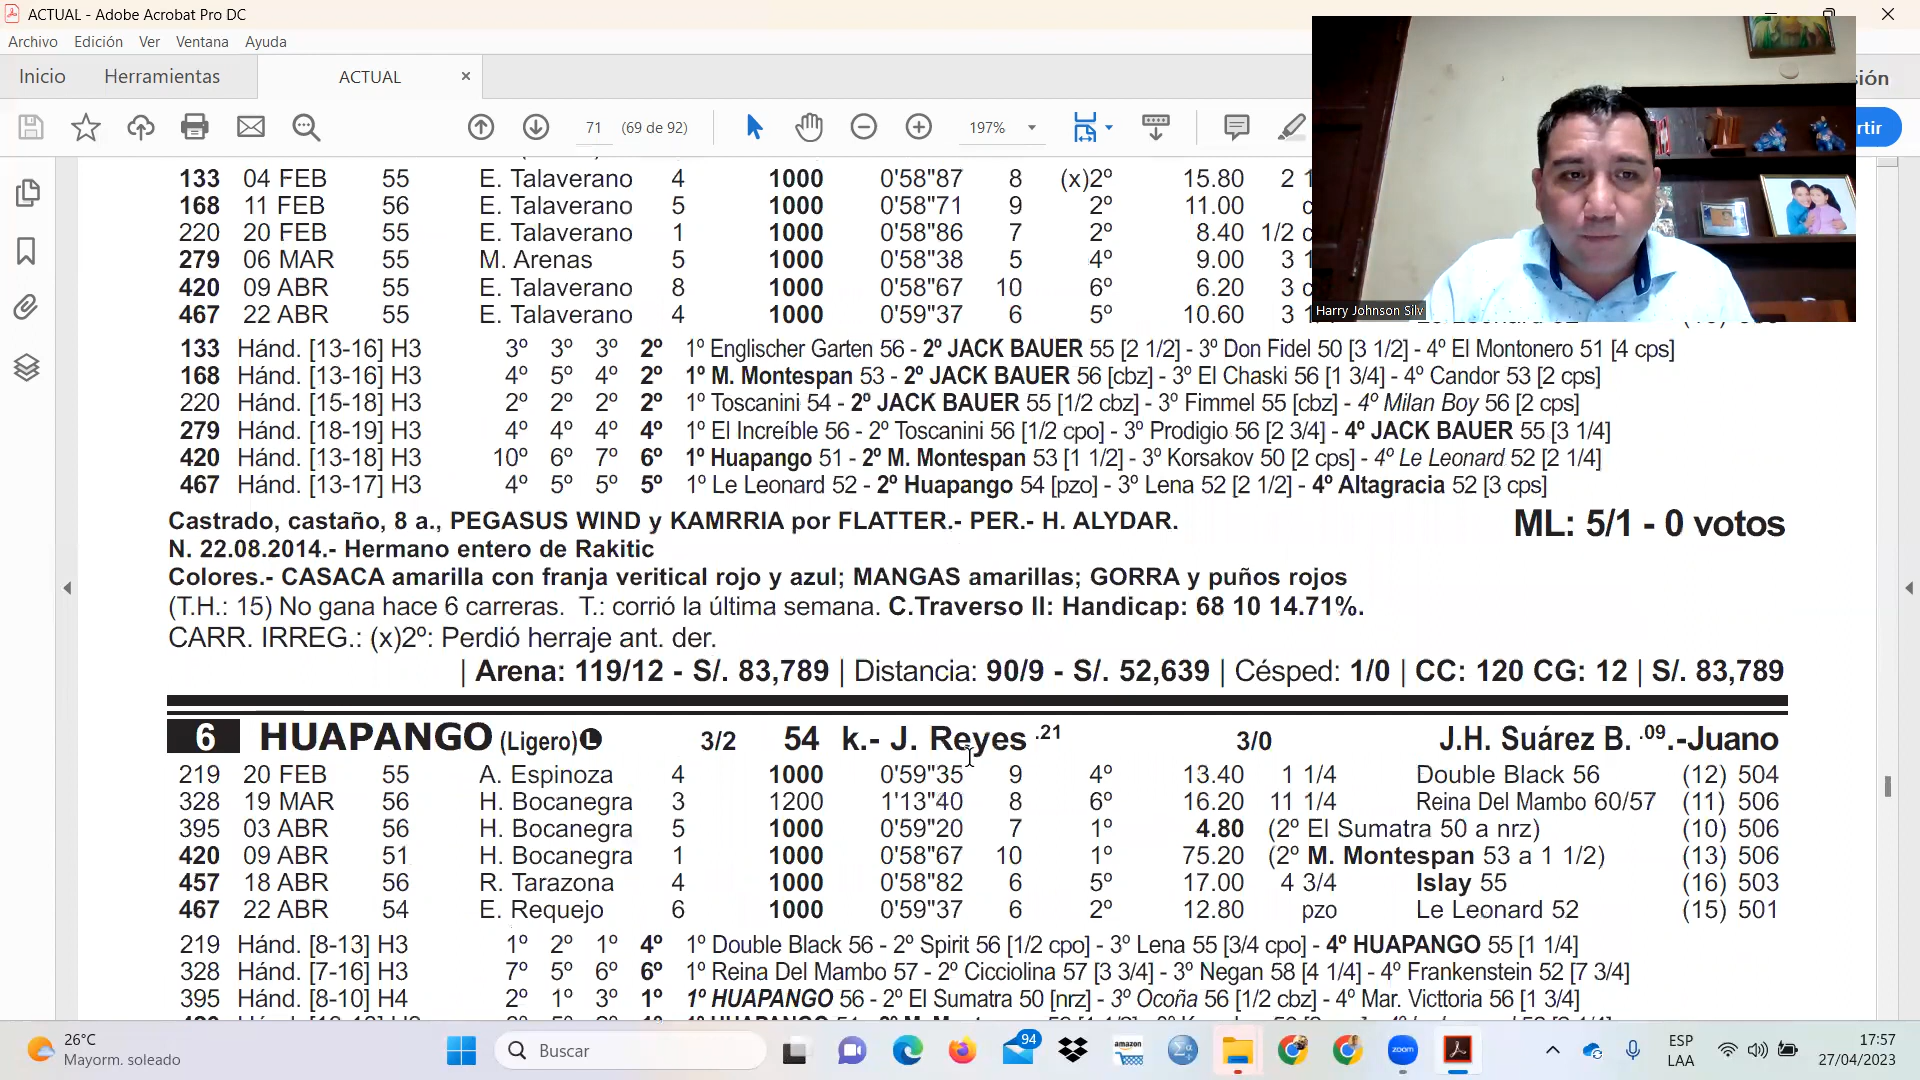 ACTUAL - Adobe Acrobat Pro DC
Archivo Edición Ver Ventana Ayuda
Inicio Herramientas ACTUAL × sión
71 (69 de 92) 197% rtir
133 04 FEB 55 E. Talaverano 4 1000 0'58"87 8 (x)2º 15.80 2 1
168 11 FEB 56 E. Talaverano 5 1000 0'58"71 9 2º 11.00 c
220 20 FEB 55 E. Talaverano 1 1000 0'58"86 7 2º 8.40 1/2 c
279 06 MAR 55 M. Arenas 5 1000 0'58"38 5 4º 9.00 3 1
420 09 ABR 55 E. Talaverano 8 1000 0'58"67 10 6º 6.20 3 c
467 22 ABR 55 E. Talaverano 4 1000 0'59"37 6 5º 10.60 3 1
Harry Johnson Silv
133 Hánd. [13-16] H3 3º 3º 3º 2º 1º Englischer Garten 56 - 2º JACK BAUER 55 [2 1/2] - 3º Don Fidel 50 [3 1/2] - 4º El Montonero 51 [4 cps]
168 Hánd. [13-16] H3 4º 5º 4º 2º 1º M. Montespan 53 - 2º JACK BAUER 56 [cbz] - 3º El Chaski 56 [1 3/4] - 4º Candor 53 [2 cps]
220 Hánd. [15-18] H3 2º 2º 2º 2º 1º Toscanini 54 - 2º JACK BAUER 55 [1/2 cbz] - 3º Fimmel 55 [cbz] - 4º Milan Boy 56 [2 cps]
279 Hánd. [18-19] H3 4º 4º 4º 4º 1º El Increíble 56 - 2º Toscanini 56 [1/2 cpo] - 3º Prodigio 56 [2 3/4] - 4º JACK BAUER 55 [3 1/4]
420 Hánd. [13-18] H3 10º 6º 7º 6º 1º Huapango 51 - 2º M. Montespan 53 [1 1/2] - 3º Korsakov 50 [2 cps] - 4º Le Leonard 52 [2 1/4]
467 Hánd. [13-17] H3 4º 5º 5º 5º 1º Le Leonard 52 - 2º Huapango 54 [pzo] - 3º Lena 52 [2 1/2] - 4º Altagracia 52 [3 cps]
Castrado, castaño, 8 a., PEGASUS WIND y KAMRRIA por FLATTER.- PER.- H. ALYDAR. ML: 5/1 - 0 votos
N. 22.08.2014.- Hermano entero de Rakitic
Colores.- CASACA amarilla con franja veritical rojo y azul; MANGAS amarillas; GORRA y puños rojos
(T.H.: 15) No gana hace 6 carreras. T.: corrió la última semana. C.Traverso II: Handicap: 68 10 14.71%.
CARR. IRREG.: (x)2º: Perdió herraje ant. der.
| Arena: 119/12 - S/. 83,789 | Distancia: 90/9 - S/. 52,639 | Césped: 1/0 | CC: 120 CG: 12 | S/. 83,789
6 HUAPANGO (Ligero) L 3/2 54 k.- J. Reyes .21 3/0 J.H. Suárez B. .09.-Juano
219 20 FEB 55 A. Espinoza 4 1000 0'59"35 9 4º 13.40 1 1/4 Double Black 56 (12) 504
328 19 MAR 56 H. Bocanegra 3 1200 1'13"40 8 6º 16.20 11 1/4 Reina Del Mambo 60/57 (11) 506
395 03 ABR 56 H. Bocanegra 5 1000 0'59"20 7 1º 4.80 (2º El Sumatra 50 a nrz) (10) 506
420 09 ABR 51 H. Bocanegra 1 1000 0'58"67 10 1º 75.20 (2º M. Montespan 53 a 1 1/2) (13) 506
457 18 ABR 56 R. Tarazona 4 1000 0'58"82 6 5º 17.00 4 3/4 Islay 55 (16) 503
467 22 ABR 54 E. Requejo 6 1000 0'59"37 6 2º 12.80 pzo Le Leonard 52 (15) 501
219 Hánd. [8-13] H3 1º 2º 1º 4º 1º Double Black 56 - 2º Spirit 56 [1/2 cpo] - 3º Lena 55 [3/4 cpo] - 4º HUAPANGO 55 [1 1/4]
328 Hánd. [7-16] H3 7º 5º 6º 6º 1º Reina Del Mambo 57 - 2º Cicciolina 57 [3 3/4] - 3º Negan 58 [4 1/4] - 4º Frankenstein 52 [7 3/4]
395 Hánd. [8-10] H4 2º 1º 3º 1º 1º HUAPANGO 56 - 2º El Sumatra 50 [nrz] - 3º Ocoña 56 [1/2 cbz] - 4º Mar. Victtoria 56 [1 3/4]
26°C
Mayorm. soleado
Buscar
94
amazon
zoom
ESP
LAA
17:57
27/04/2023